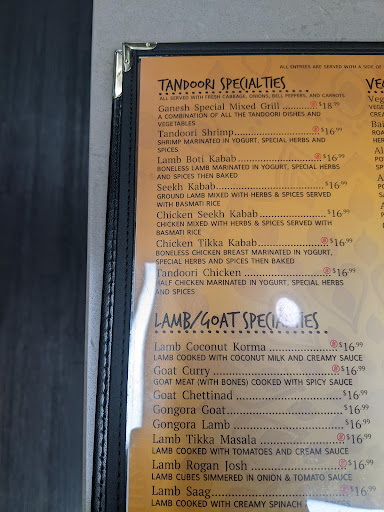 ALL ENTRIES ARE SERVED WITH A SIDE OF
TANDOORI SPECIALTIES
ALL SERVED WITH FRESH CABBAGE, ONIONS, BELL PEPPERS, AND CARROTS
Ganesh Special Mixed Grill ..........$18.99
A COMBINATION OF ALL THE TANDOORI DISHES AND
VEGETABLES
Tandoori Shrimp........................$16.99
SHRIMP MARINATED IN YOGURT, SPECIAL HERBS AND
SPICES
Lamb Boti Kabab......................$16.99
BONELESS LAMB MARINATED IN YOGURT, SPECIAL HERBS
AND SPICES THEN BAKED
Seekh Kabab.............................$16.99
GROUND LAMB MIXED WITH HERBS & SPICES SERVED
WITH BASMATI RICE
Chicken Seekh Kabab.................$16.99
CHICKEN MIXED WITH HERBS & SPICES SERVED WITH
BASMATI RICE
Chicken Tikka Kabab..................$16.99
BONELESS CHICKEN BREAST MARINATED IN YOGURT,
SPECIAL HERBS AND SPICES THEN BAKED
Tandoori Chicken ......................$16.99
HALF CHICKEN MARINATED IN YOGURT, SPECIAL HERBS
AND SPICES
LAMB/GOAT SPECIALTIES
Lamb Coconut Korma .................$16.99
LAMB COOKED WITH COCONUT MILK AND CREAMY SAUCE
Goat Curry ................................$16.99
GOAT MEAT (WITH BONES) COOKED WITH SPICY SAUCE
Goat Chettinad ...........................$16.99
Gongora Goat..............................$16.99
Gongora Lamb.............................$16.99
Lamb Tikka Masala .....................$16.99
LAMB COOKED WITH TOMATOES AND CREAM SAUCE
Lamb Rogan Josh .......................$16.99
LAMB CUBES SIMMERED IN ONION & TOMATO SAUCE
Lamb Saag..................................$16.99
LAMB COOKED WITH CREAMY SPINACH